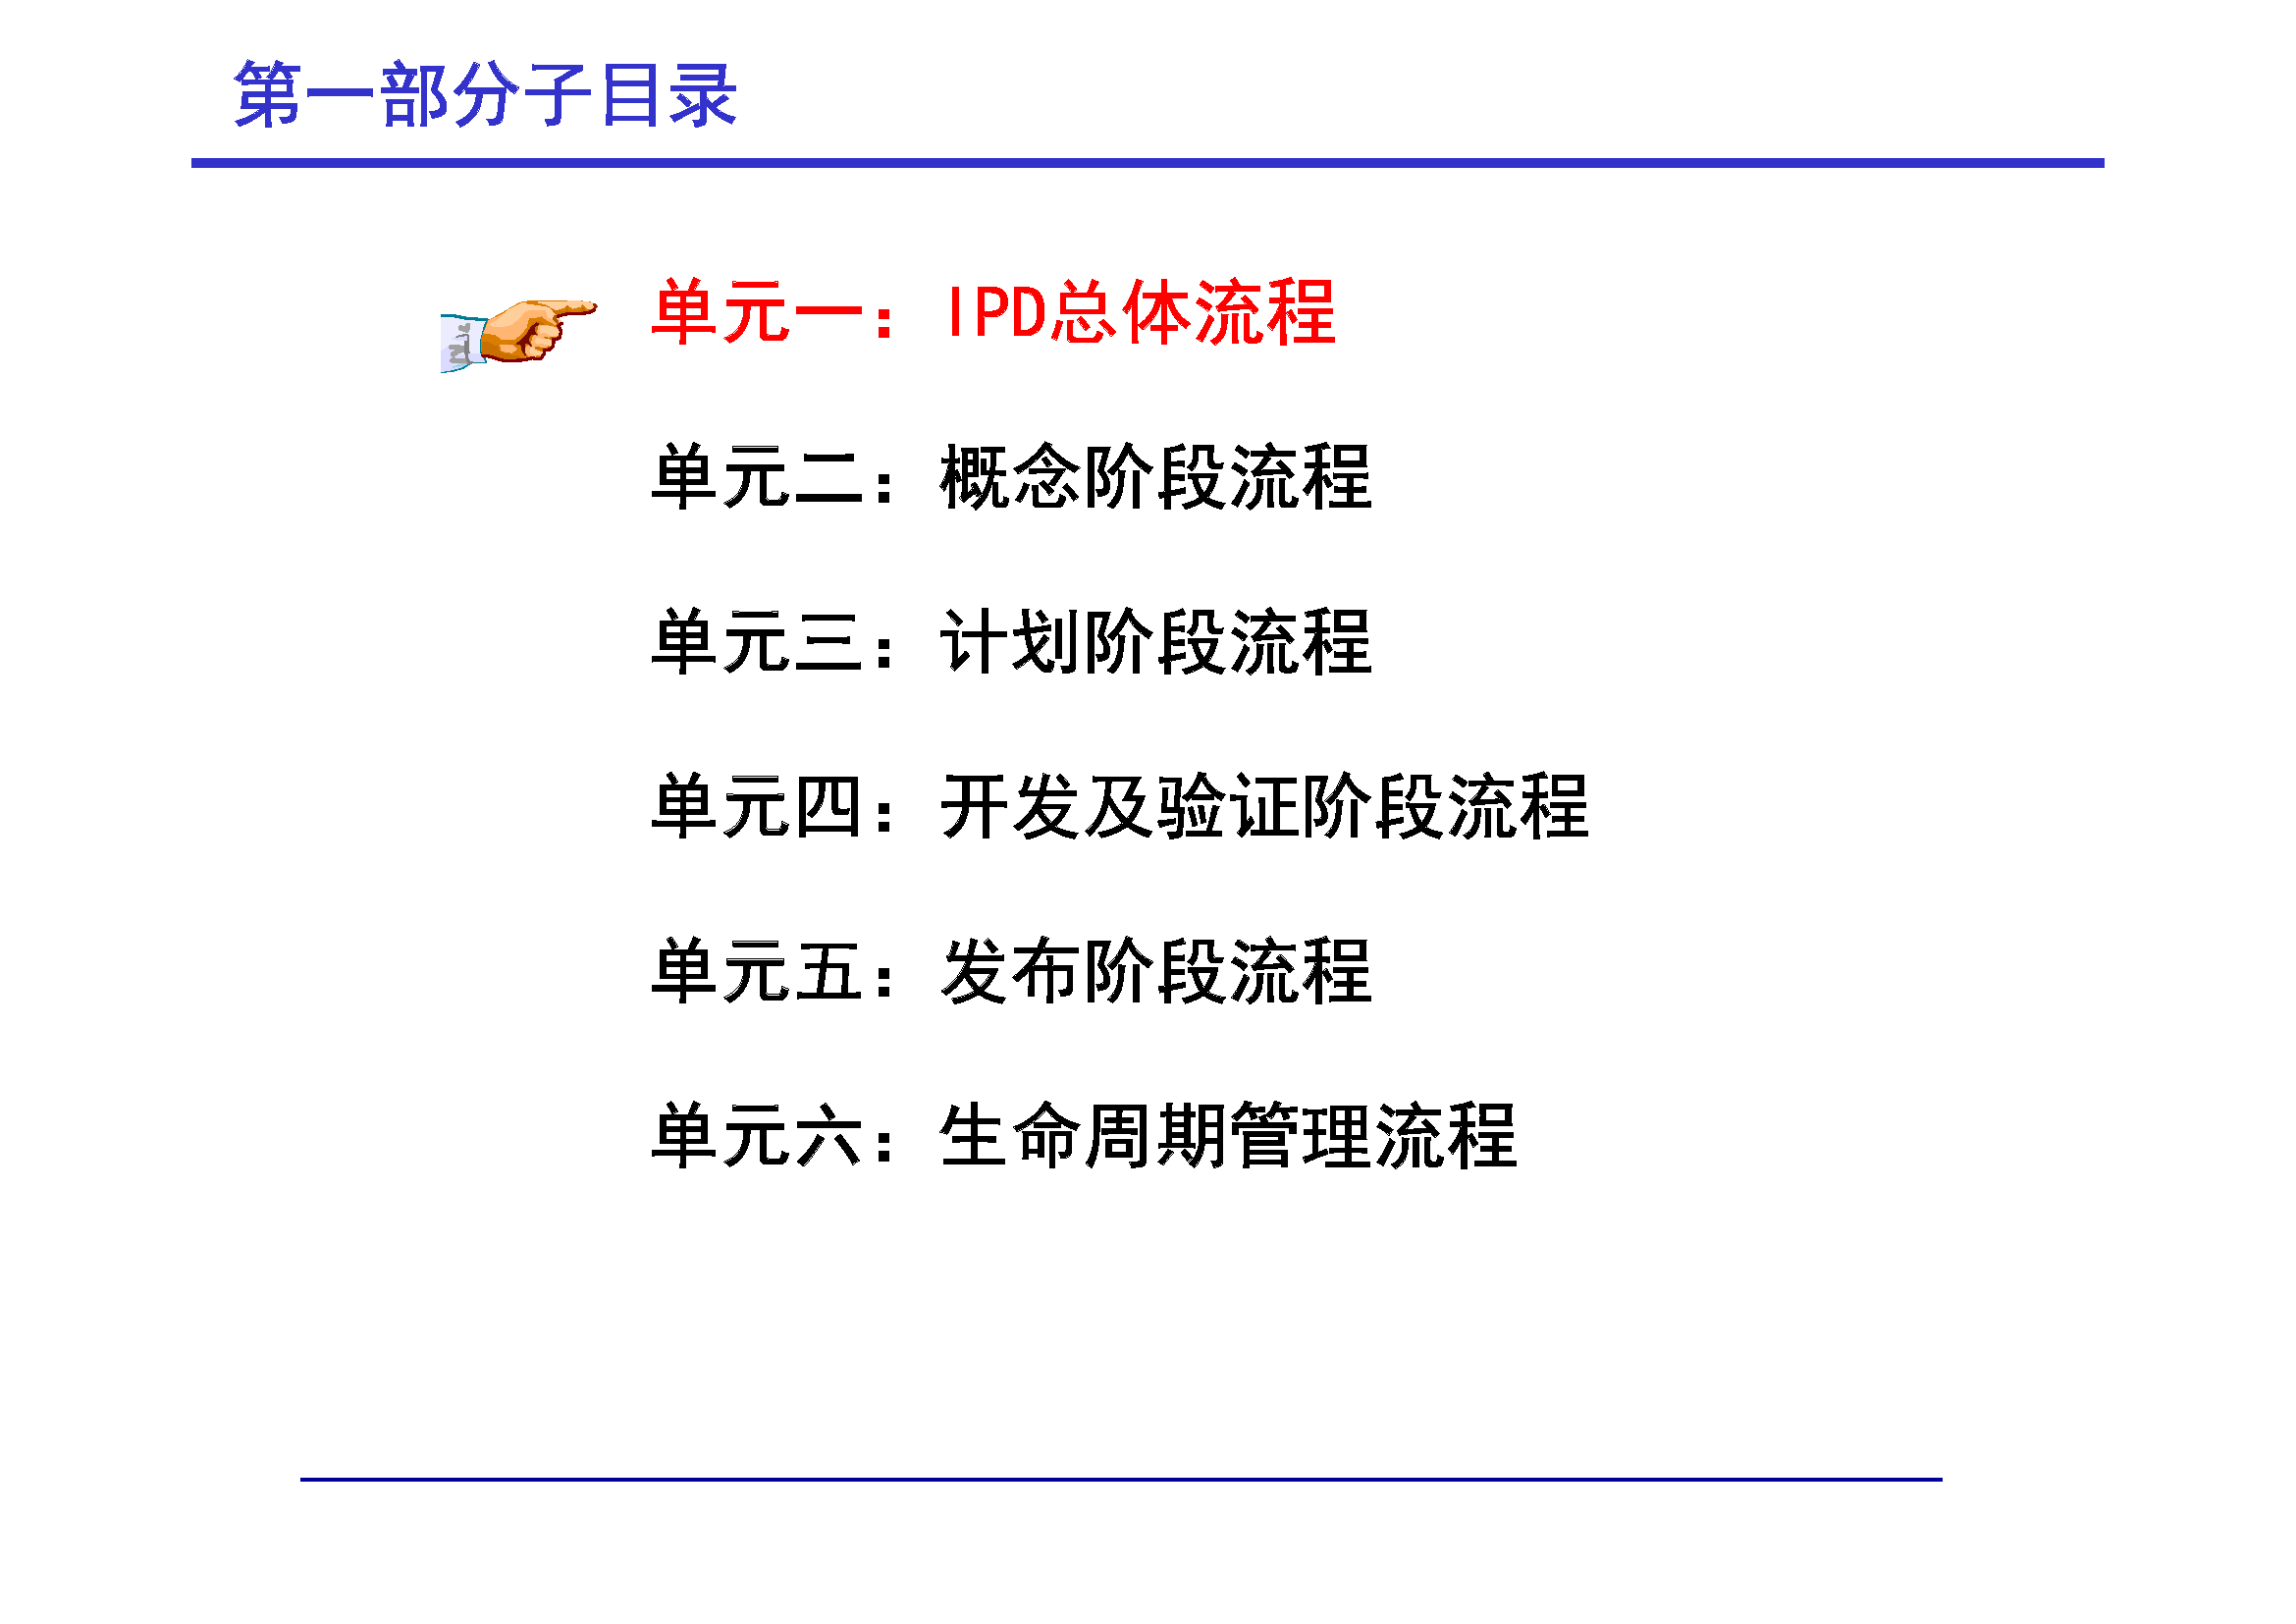 第一部分子目录
单元一：IPD总体流程
单元二：概念阶段流程
单元三：计划阶段流程
单元四：开发及验证阶段流程
单元五：发布阶段流程
单元六：生命周期管理流程